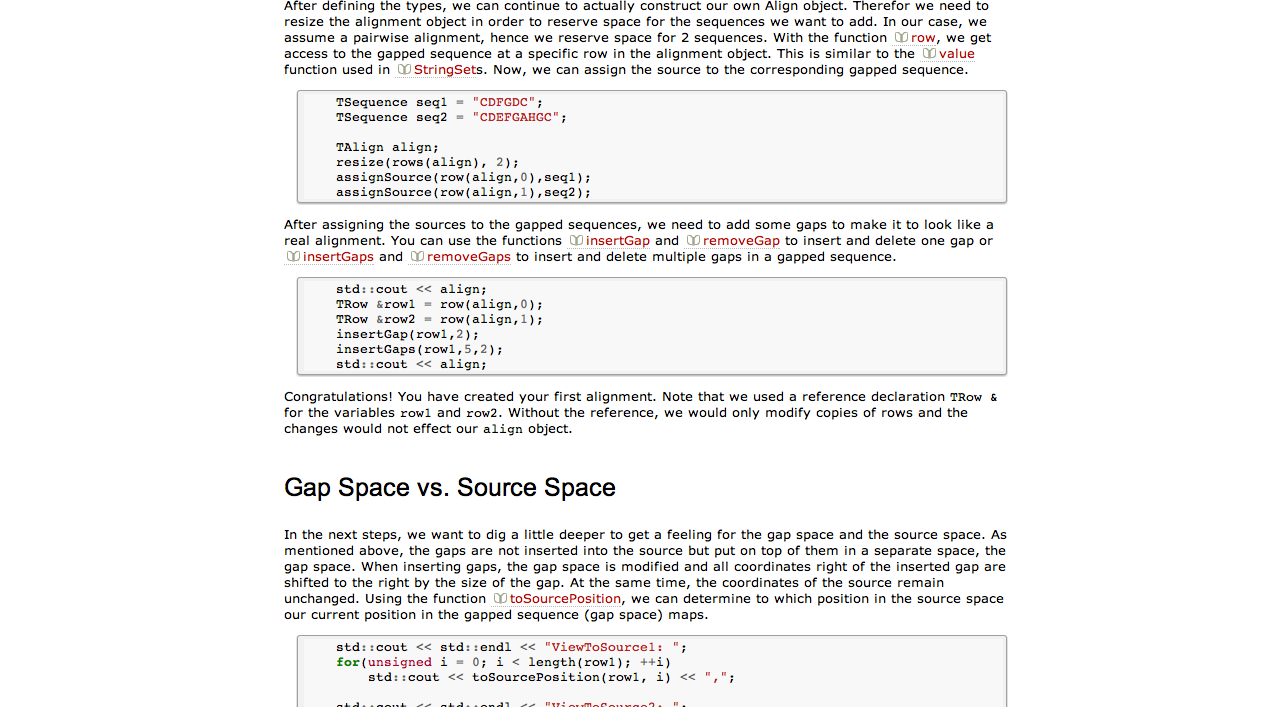 After defining the types, we can continue to actually construct our own Align object. Therefor we need to
resize the alignment object in order to reserve space for the sequences we want to add. In our case, we
assume a pairwise alignment, hence we reserve space for 2 sequences. With the function row, we get
access to the gapped sequence at a specific row in the alignment object. This is similar to the value
function used in StringSets. Now, we can assign the source to the corresponding gapped sequence.
TSequence seq1 = "CDFGDC";
TSequence seq2 = "CDEFGAHGC";
TAlign align;
resize(rows(align), 2);
assignSource(row(align,0),seq1);
assignSource(row(align,1),seq2);
After assigning the sources to the gapped sequences, we need to add some gaps to make it to look like a
real alignment. You can use the functions insertGap and removeGap to insert and delete one gap or
insertGaps and removeGaps to insert and delete multiple gaps in a gapped sequence.
std::cout << align;
TRow &row1 = row(align,0);
TRow &row2 = row(align,1);
insertGap(row1,2);
insertGaps(row1,5,2);
std::cout << align;
Congratulations! You have created your first alignment. Note that we used a reference declaration TRow &
for the variables row1 and row2. Without the reference, we would only modify copies of rows and the
changes would not effect our align object.
Gap Space vs. Source Space
In the next steps, we want to dig a little deeper to get a feeling for the gap space and the source space. As
mentioned above, the gaps are not inserted into the source but put on top of them in a separate space, the
gap space. When inserting gaps, the gap space is modified and all coordinates right of the inserted gap are
shifted to the right by the size of the gap. At the same time, the coordinates of the source remain
unchanged. Using the function toSourcePosition, we can determine to which position in the source space
our current position in the gapped sequence (gap space) maps.
std::cout << std::endl << "ViewToSource1: ";
for(unsigned i = 0; i < length(row1); ++i)
std::cout << toSourcePosition(row1, i) << ",";
std::cout << std::endl << "ViewToSource2: ";